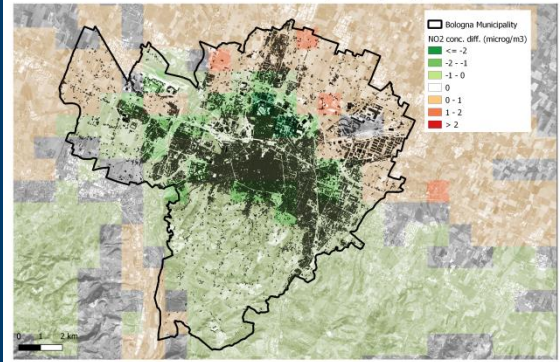 Bologna Municipality
NO2 conc. diff. (microg/m3)
<= -2
-2 - -1
-1 - 0
0
0 - 1
1 - 2
> 2
0 1 2 km